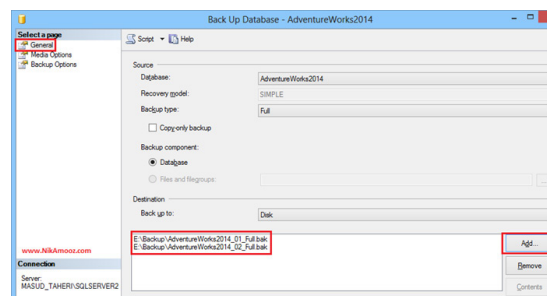 Back Up Database - AdventureWorks2014
Select a page
General
Media Options
Backup Options
Script
Help
Source
Database:
AdventureWorks2014
Recovery model:
SIMPLE
Backup type:
Full
Copy-only backup
Backup component:
Database
Files and filegroups:
...
Destination
Back up to:
Disk
E:\Backup\AdventureWorks2014_01_Full.bak
E:\Backup\AdventureWorks2014_02_Full.bak
Add...
Remove
Contents
www.NikAmooz.com
Connection
Server:
MASUD_TAHERI\SQLSERVER2